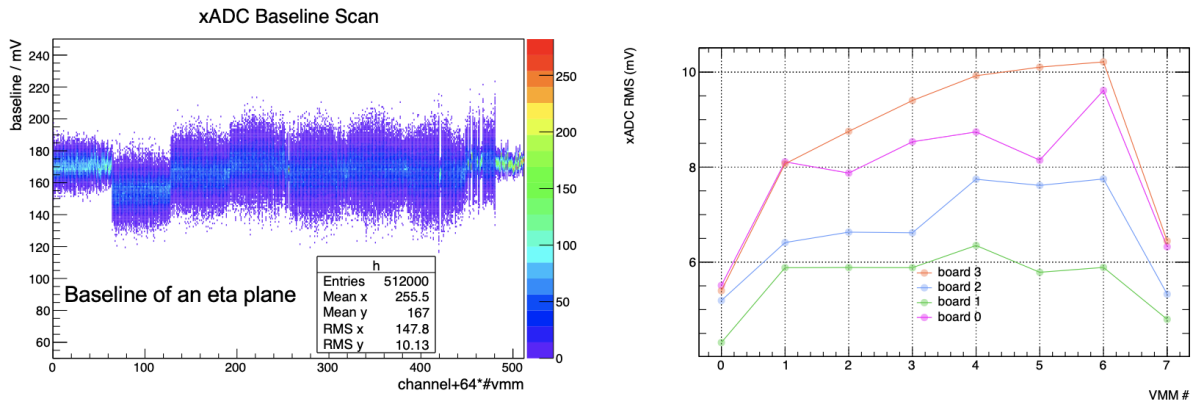 xADC Baseline Scan
baseline / mV
240
220
200
180
160
140
120
100
80
60
0
100
200
300
400
500
channel+64*#vmm
250
200
150
100
50
0
h
Entries 512000
Mean x 255.5
Mean y 167
RMS x 147.8
RMS y 10.13
Baseline of an eta plane
xADC RMS (mV)
10
8
6
0
1
2
3
4
5
6
7
VMM #
board 3
board 2
board 1
board 0